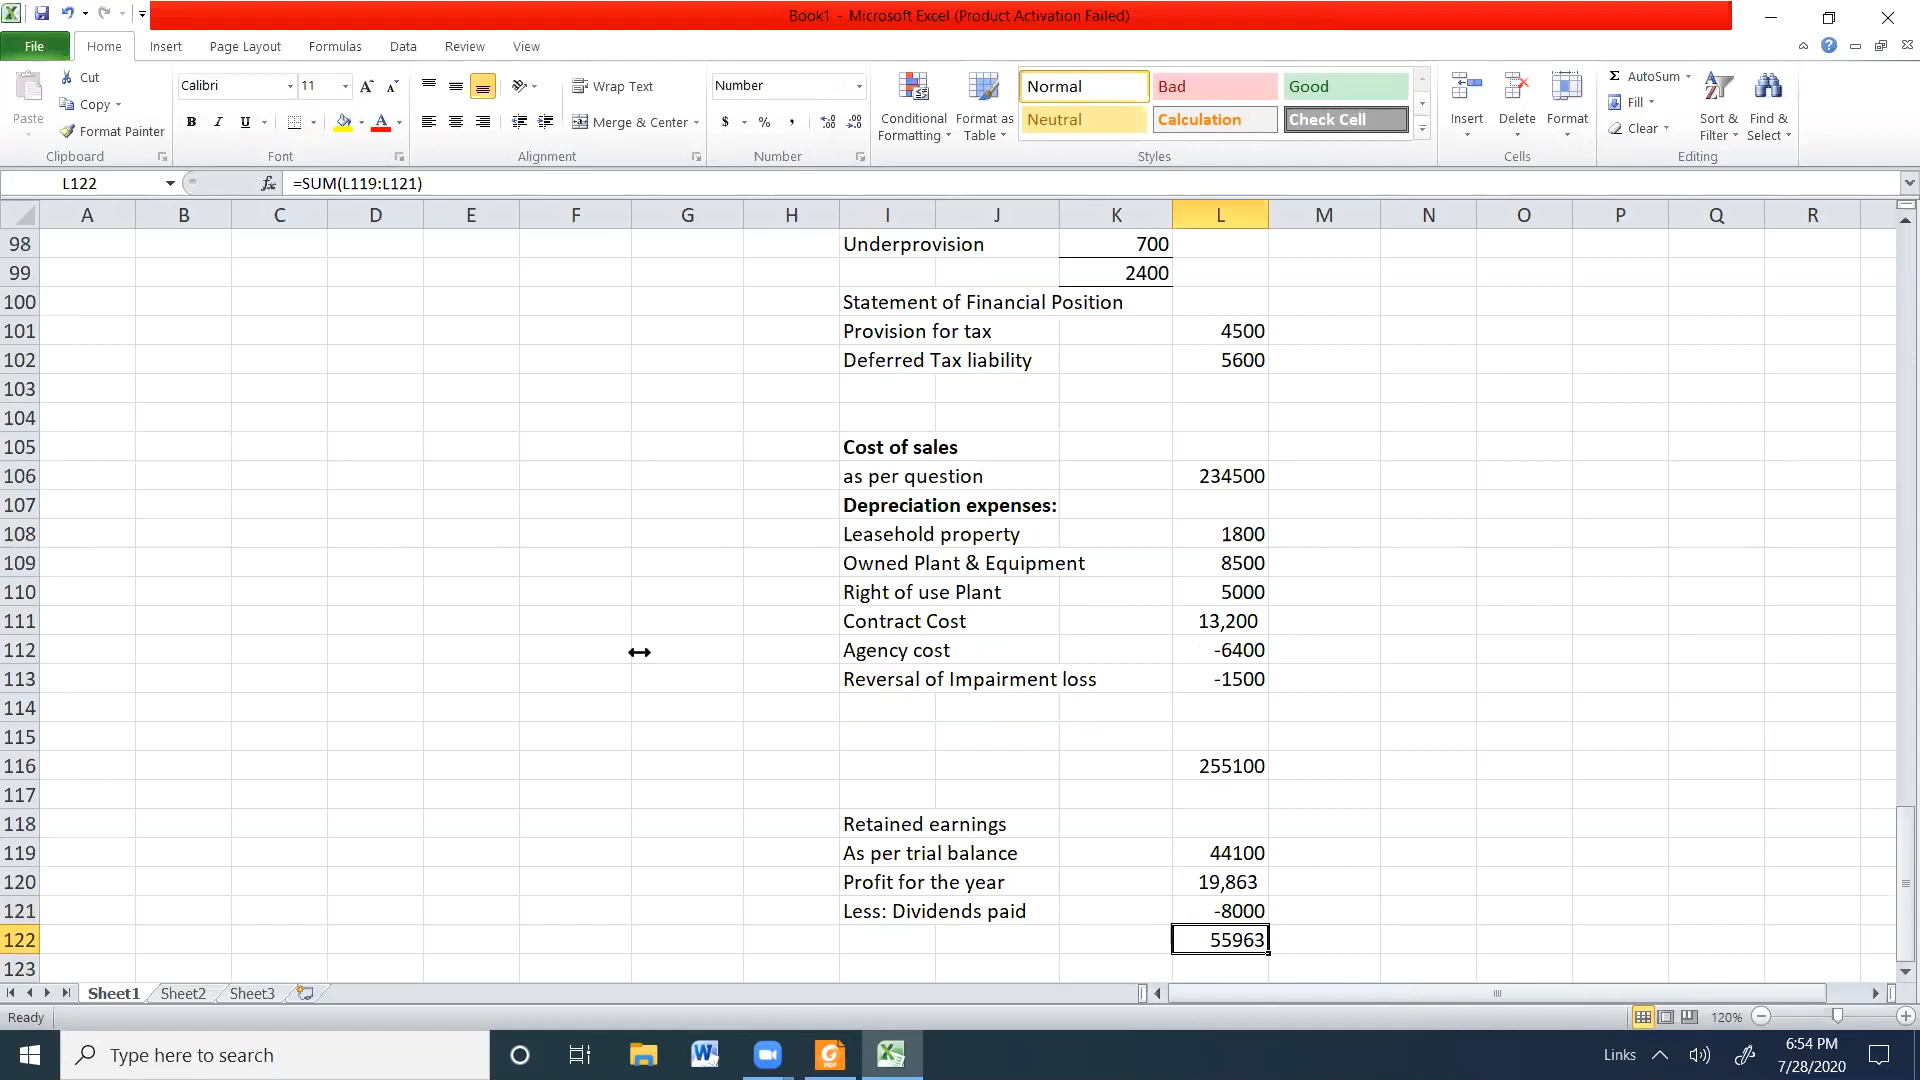 Book1 - Microsoft Excel (Product Activation Failed)
File Home Insert Page Layout Formulas Data Review View
Paste
Cut
Copy
Format Painter
Clipboard
Calibri 11 A A
B I U A
Font
Wrap Text
Merge & Center
Alignment
Number
$ % ,
Number
Conditional Formatting
Format as Table
Normal Bad Good
Neutral Calculation Check Cell
Styles
Insert Delete Format
Cells
Σ AutoSum
Fill
Clear
Sort & Filter
Find & Select
Editing
L122 fx =SUM(L119:L121)
A B C D E F G H I J K L M N O P Q R
98 Underprovision 700
99 2400
100 Statement of Financial Position
101 Provision for tax 4500
102 Deferred Tax liability 5600
103
104
105 Cost of sales
106 as per question 234500
107 Depreciation expenses:
108 Leasehold property 1800
109 Owned Plant & Equipment 8500
110 Right of use Plant 5000
111 Contract Cost 13,200
112 Agency cost -6400
113 Reversal of Impairment loss -1500
114
115
116 255100
117
118 Retained earnings
119 As per trial balance 44100
120 Profit for the year 19,863
121 Less: Dividends paid -8000
122 55963
123
Sheet1 Sheet2 Sheet3
Ready 120%
Type here to search
Links
6:54 PM
7/28/2020